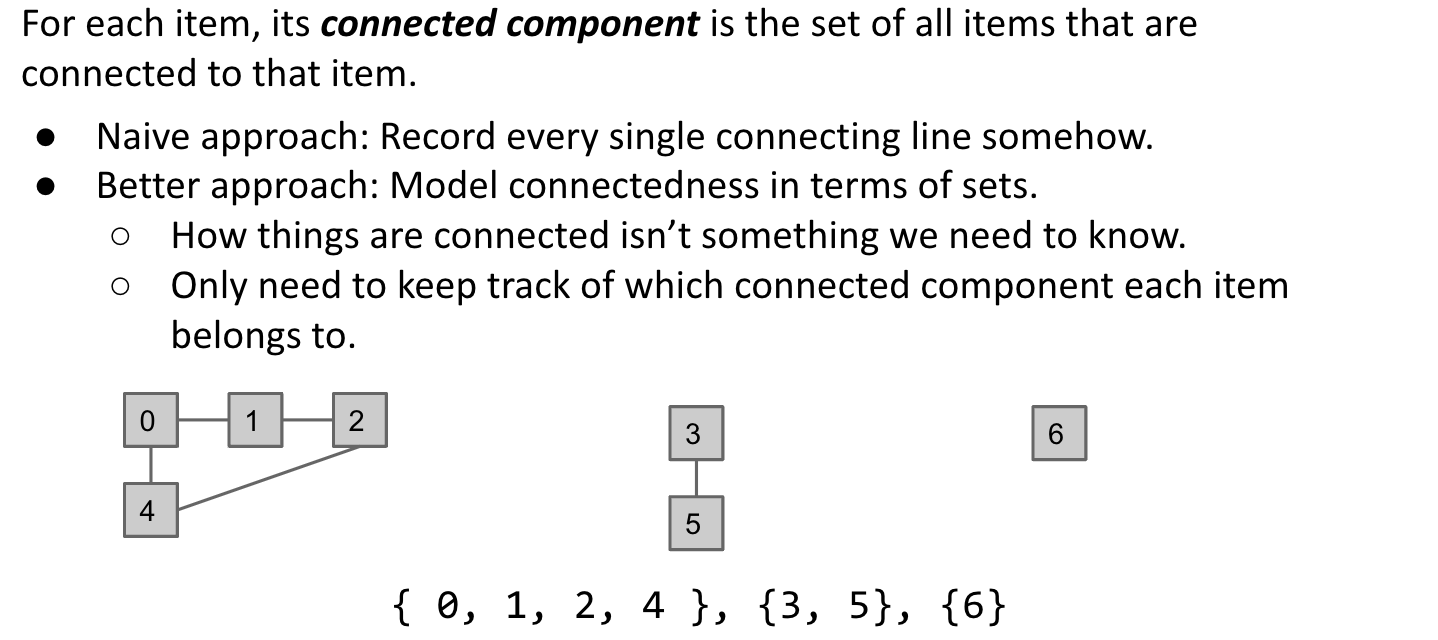 For each item, its connected component is the set of all items that are
connected to that item.
● Naive approach: Record every single connecting line somehow.
● Better approach: Model connectedness in terms of sets.
○ How things are connected isn’t something we need to know.
○ Only need to keep track of which connected component each item
belongs to.
0 1 2
3
6
4
5
{ 0, 1, 2, 4 }, {3, 5}, {6}